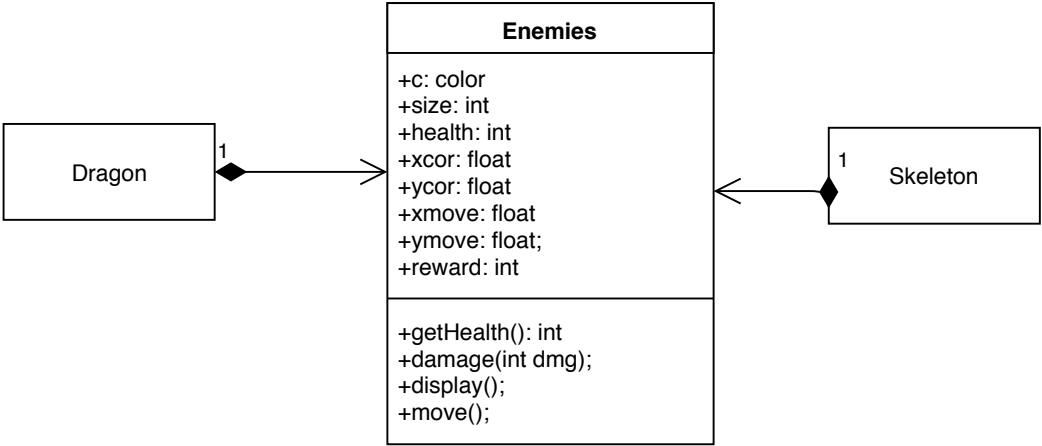 Enemies
+c: color
+size: int
+health: int
+xcor: float
+ycor: float
+xmove: float
+ymove: float;
+reward: int
+getHealth(): int
+damage(int dmg);
+display();
+move();
Dragon
1
1
Skeleton